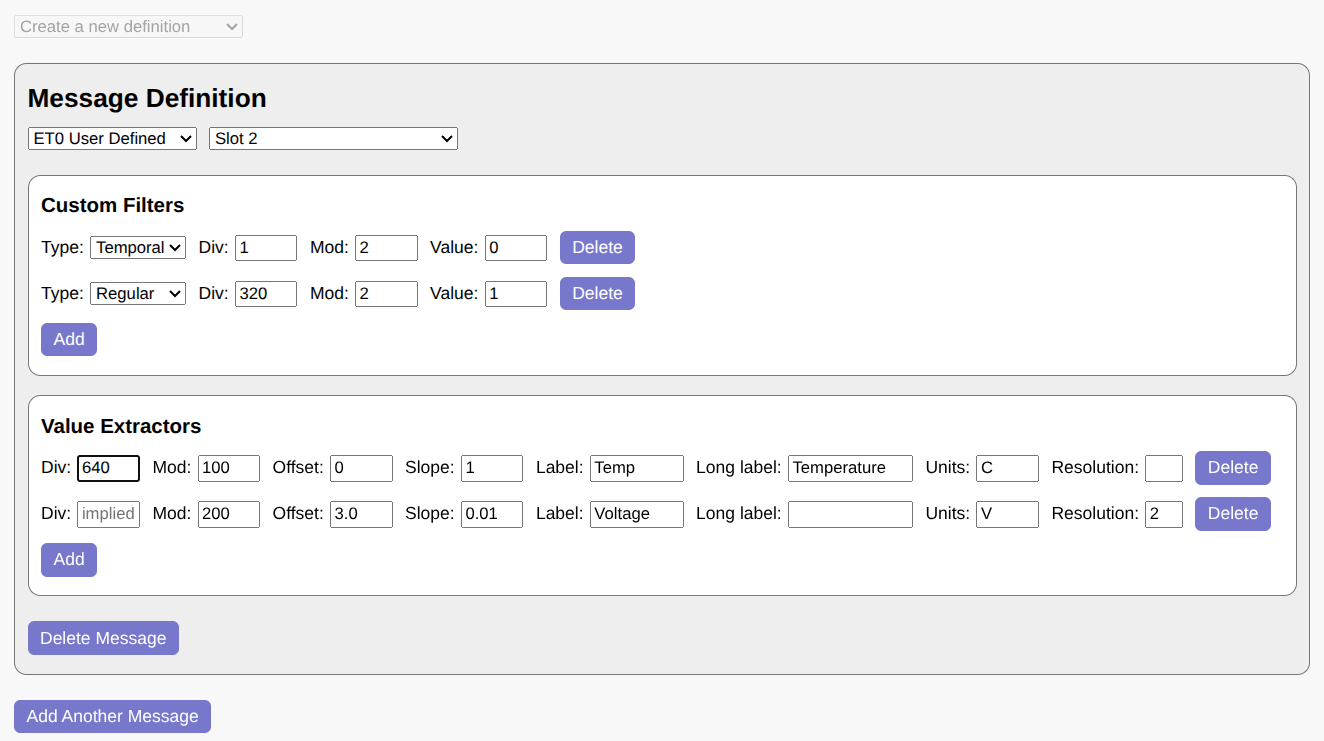 Create a new definition
Message Definition
ET0 User Defined Slot 2
Custom Filters
Type: Temporal Div: 1 Mod: 2 Value: 0 Delete
Type: Regular Div: 320 Mod: 2 Value: 1 Delete
Add
Value Extractors
Div: 640 Mod: 100 Offset: 0 Slope: 1 Label: Temp Long label: Temperature Units: C Resolution: Delete
Div: implied Mod: 200 Offset: 3.0 Slope: 0.01 Label: Voltage Long label: Units: V Resolution: 2 Delete
Add
Delete Message
Add Another Message